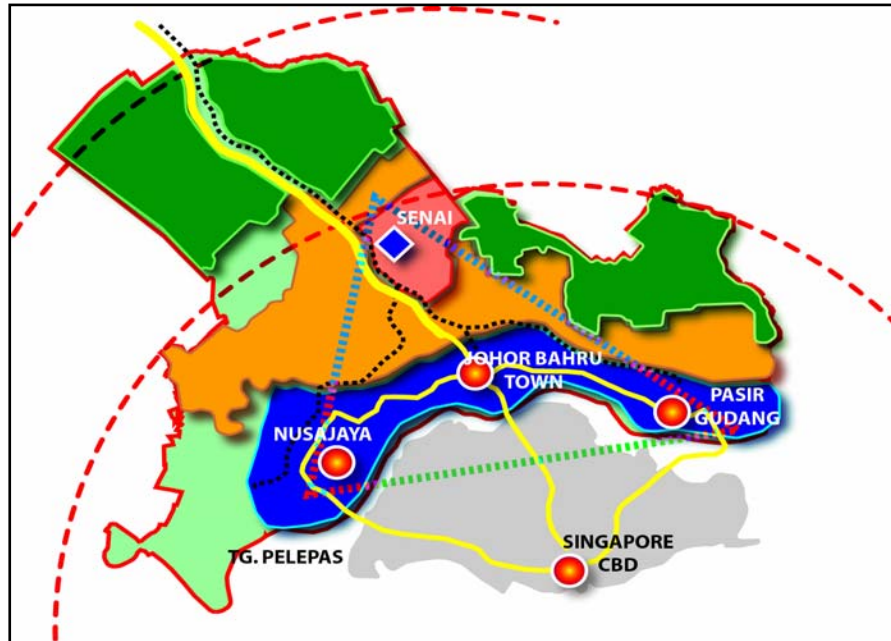 SENAI
JOHOR BAHRU
TOWN
PASIR
GUDANG
NUSAJAYA
TG. PELEPAS
SINGAPORE
CBD